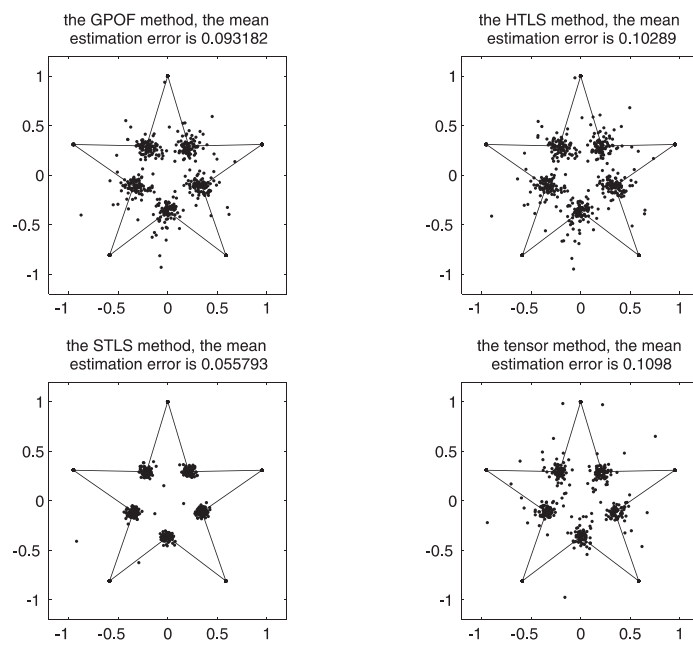 the GPOF method, the mean
estimation error is 0.093182
1
0.5
0
-0.5
-1
-1 -0.5 0 0.5 1
the HTLS method, the mean
estimation error is 0.10289
1
0.5
0
-0.5
-1
-1 -0.5 0 0.5 1
the STLS method, the mean
estimation error is 0.055793
1
0.5
0
-0.5
-1
-1 -0.5 0 0.5 1
the tensor method, the mean
estimation error is 0.1098
1
0.5
0
-0.5
-1
-1 -0.5 0 0.5 1